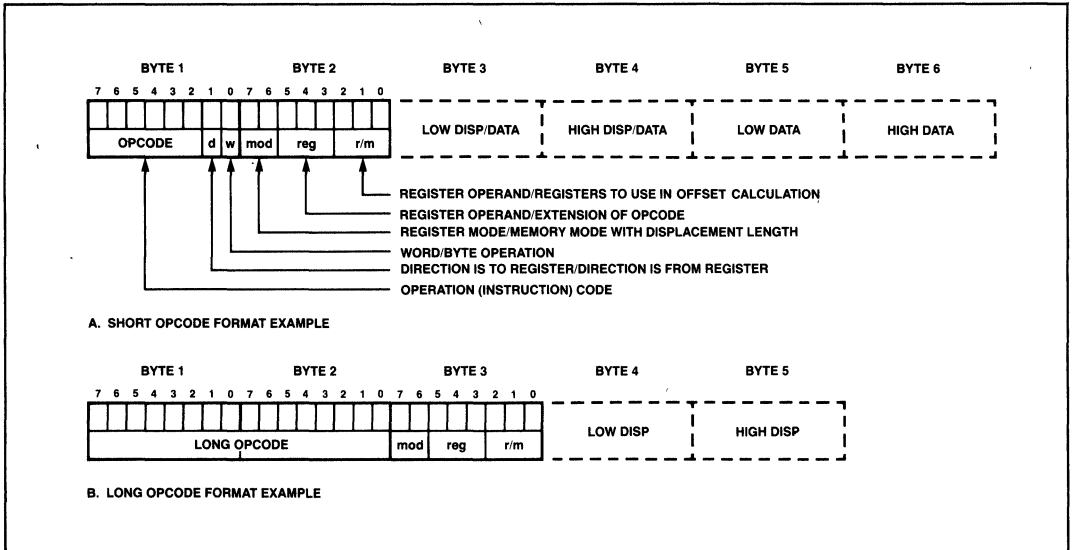 BYTE 1 BYTE 2 BYTE 3 BYTE 4 BYTE 5 BYTE 6
7 6 5 4 3 2 1 0 7 6 5 4 3 2 1 0
LOW DISP/DATA HIGH DISP/DATA LOW DATA HIGH DATA
OPCODE d w mod reg r/m
REGISTER OPERAND/REGISTERS TO USE IN OFFSET CALCULATION
REGISTER OPERAND/EXTENSION OF OPCODE
REGISTER MODE/MEMORY MODE WITH DISPLACEMENT LENGTH
WORD/BYTE OPERATION
DIRECTION IS TO REGISTER/DIRECTION IS FROM REGISTER
OPERATION (INSTRUCTION) CODE
A. SHORT OPCODE FORMAT EXAMPLE
BYTE 1 BYTE 2 BYTE 3 BYTE 4 BYTE 5
7 6 5 4 3 2 1 0 7 6 5 4 3 2 1 0 7 6 5 4 3 2 1 0
LOW DISP HIGH DISP
LONG OPCODE mod reg r/m
B. LONG OPCODE FORMAT EXAMPLE